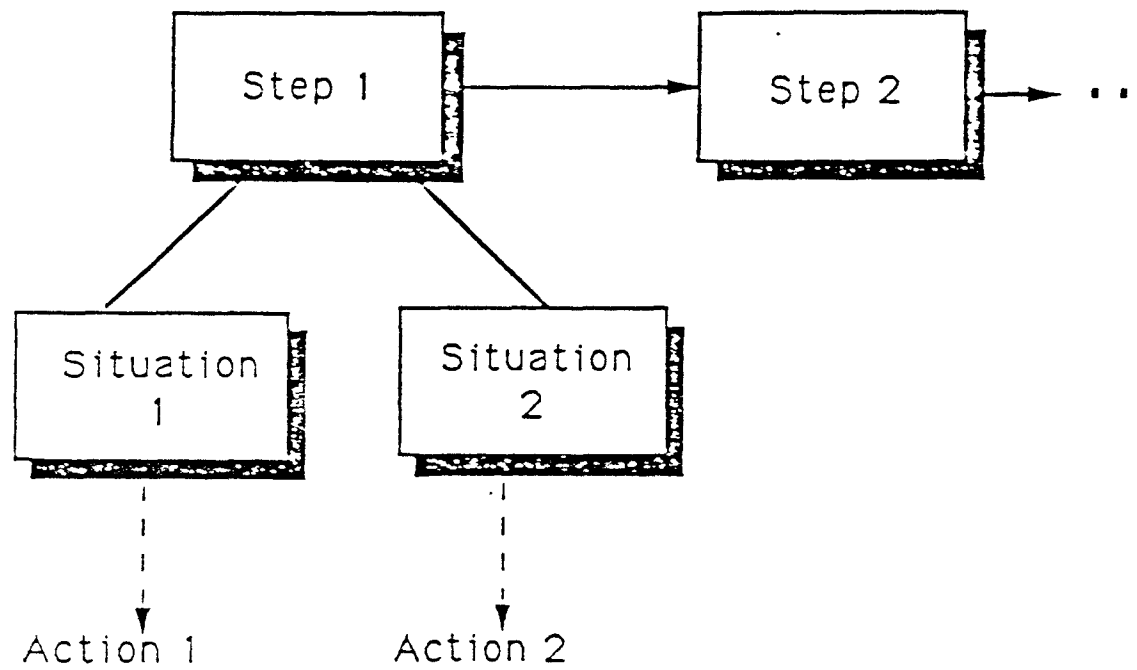 Step 1
Step 2
Situation
1
Situation
2
Action 1
Action 2